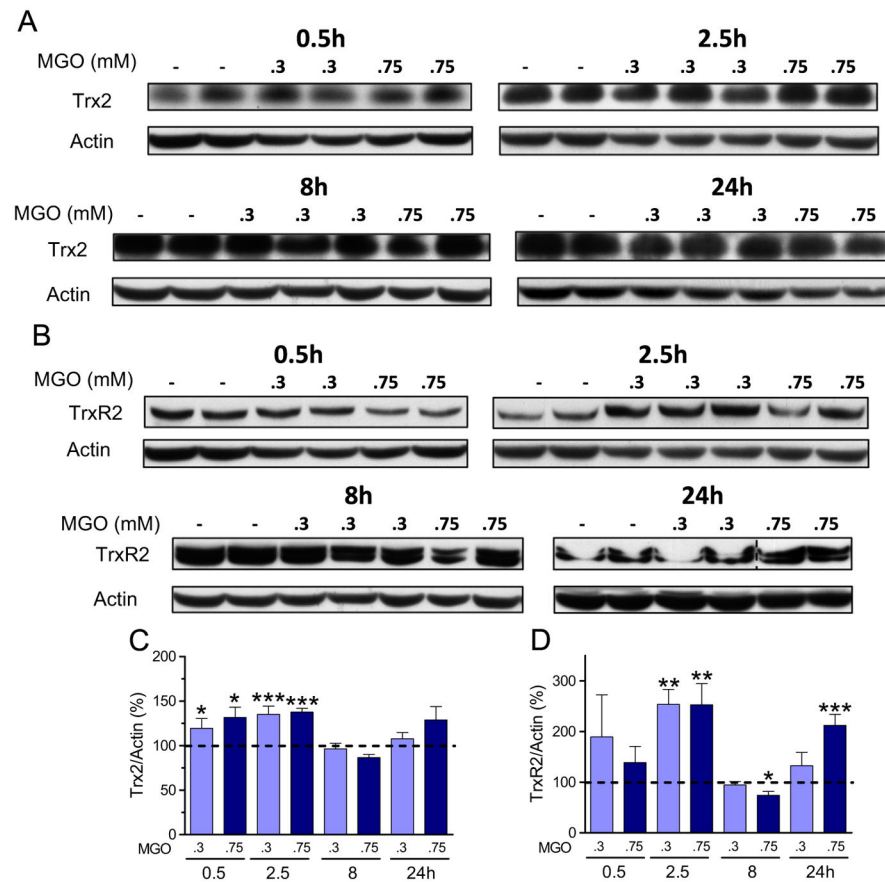 A
0.5h 2.5h
MGO (mM) - - .3 .3 .75 .75 - - .3 .3 .3 .75 .75
Trx2
Actin
8h 24h
MGO (mM) - - .3 .3 .3 .75 .75 - - .3 .3 .3 .75 .75
Trx2
Actin
B
0.5h 2.5h
MGO (mM) - - .3 .3 .75 .75 - - .3 .3 .3 .75 .75
TrxR2
Actin
8h 24h
MGO (mM) - - .3 .3 .3 .75 .75 - - .3 .3 .75 .75
TrxR2
Actin
C
Trx2/Actin (%)
200
150
100
50
0
* * *** ***
MGO .3 .75 .3 .75 .3 .75 .3 .75
0.5 2.5 8 24h
D
TrxR2/Actin (%)
300
200
100
0
** ** * ***
MGO .3 .75 .3 .75 .3 .75 .3 .75
0.5 2.5 8 24h